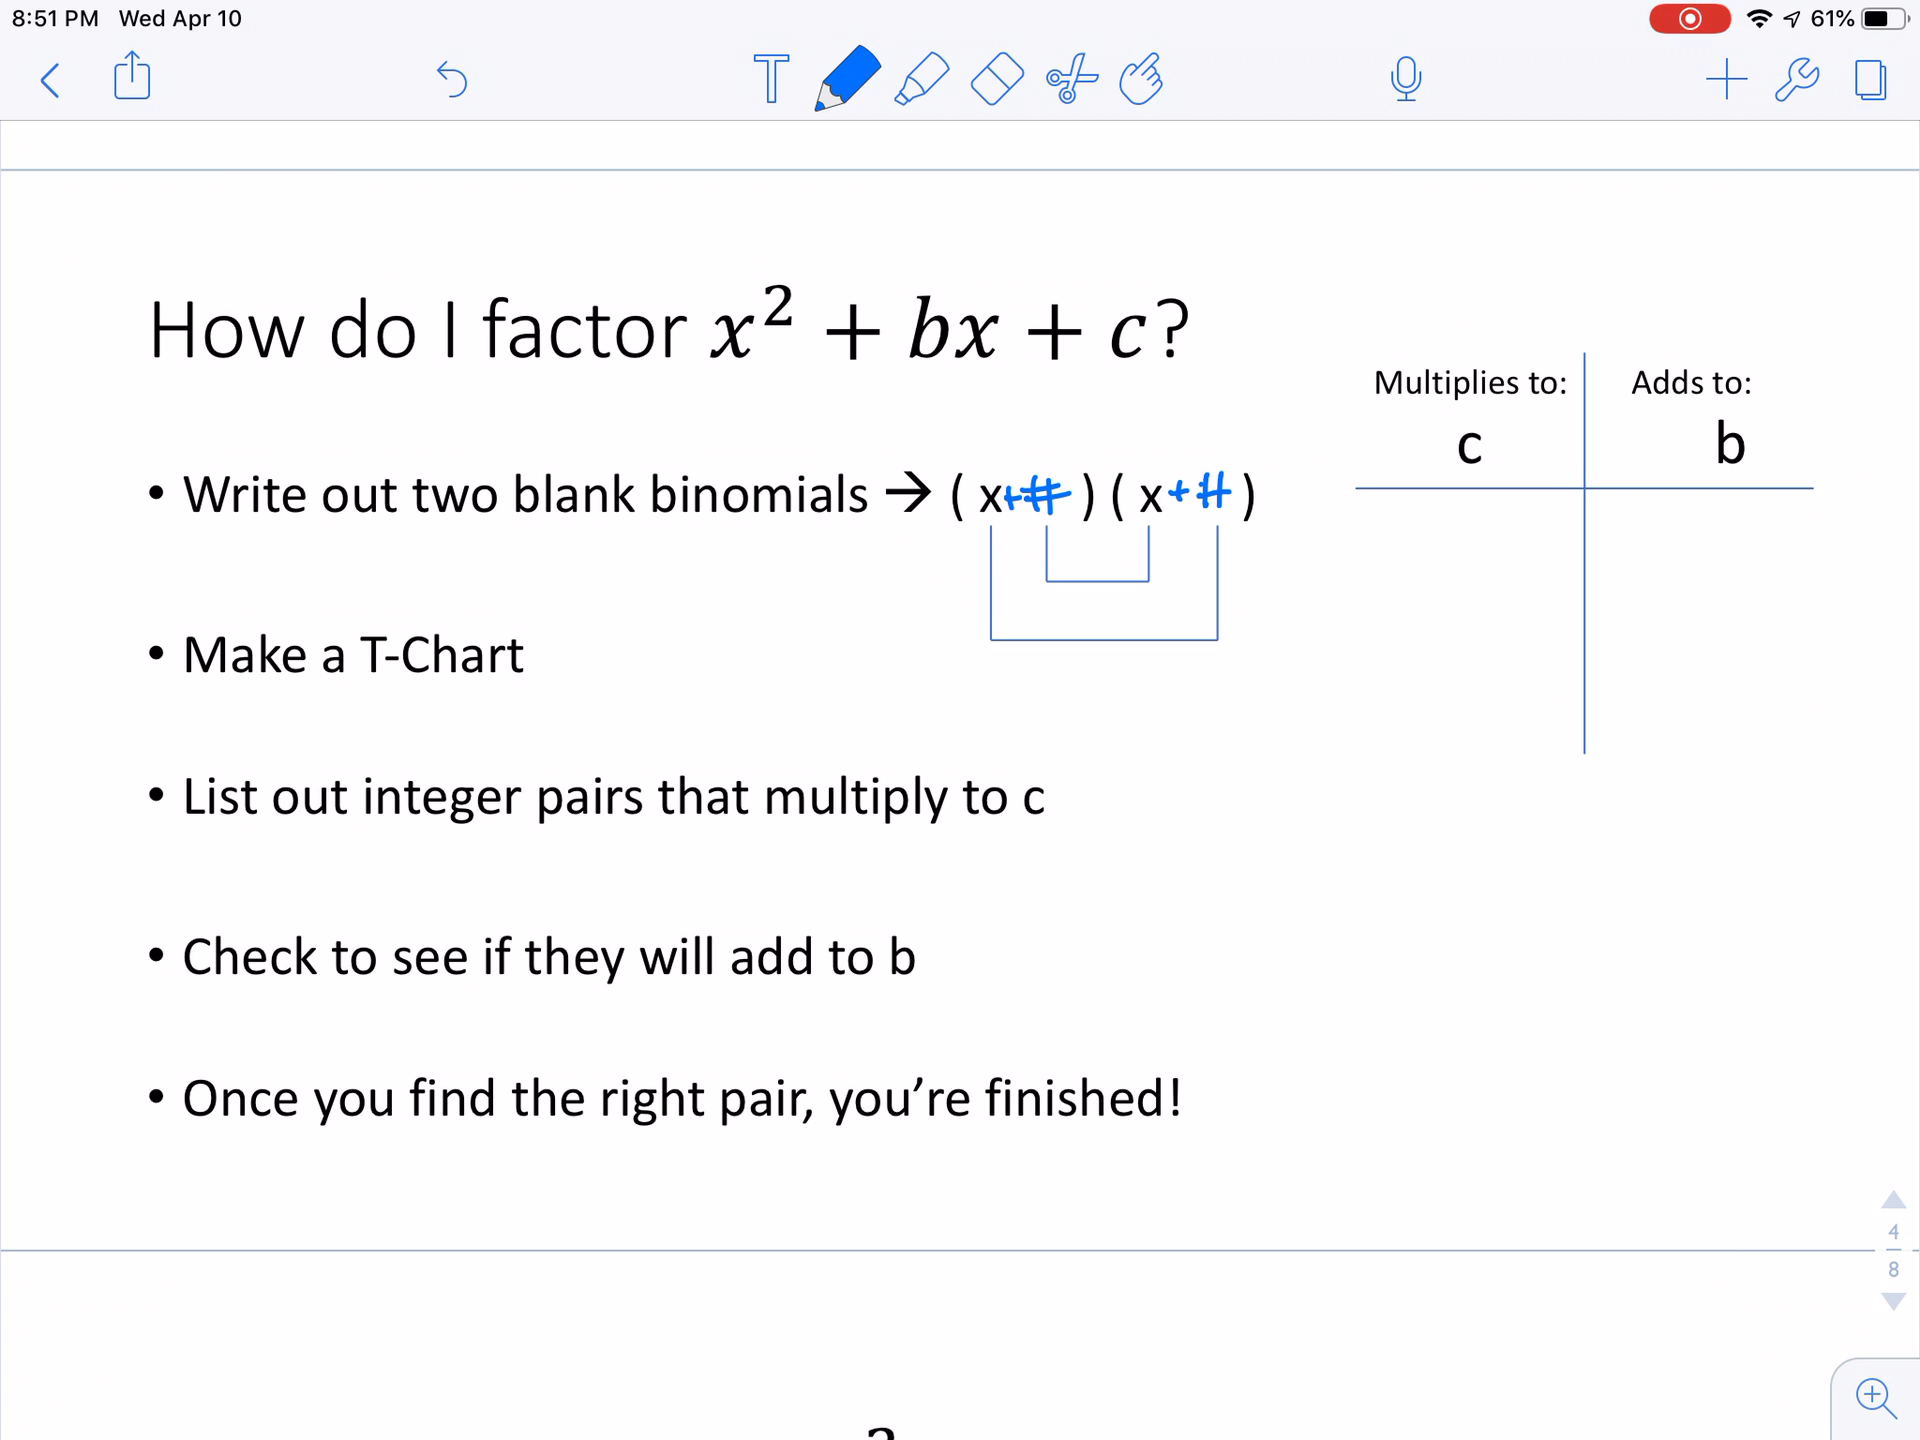 8:51 PM Wed Apr 10
61%
T
How do I factor x² + bx + c?
Multiplies to: Adds to:
c b
• Write out two blank binomials → ( x+# ) ( x+# )
• Make a T-Chart
• List out integer pairs that multiply to c
• Check to see if they will add to b
• Once you find the right pair, you’re finished!
4
8